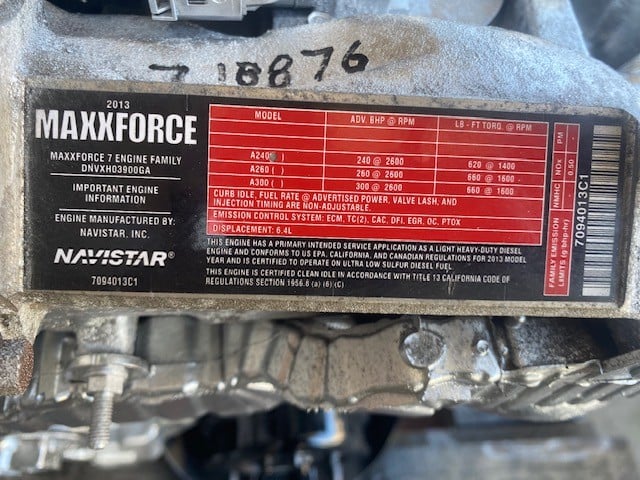 718876
2013
MAXXFORCE
MAXXFORCE 7 ENGINE FAMILY
DNVXH03900GA
IMPORTANT ENGINE
INFORMATION
ENGINE MANUFACTURED BY:
NAVISTAR, INC.
NAVISTAR®
7094013C1
MODEL ADV. BHP @ RPM LB - FT TORQ. @ RPM
A240( ) 240 @ 2600 620 @ 1400
A260 ( ) 260 @ 2600 660 @ 1600
A300 ( ) 300 @ 2600 660 @ 1600
CURB IDLE, FUEL RATE @ ADVERTISED POWER, VALVE LASH, AND
INJECTION TIMING ARE NON-ADJUSTABLE.
EMISSION CONTROL SYSTEM: ECM, TC(2), CAC, DFI, EGR, OC, PTOX
DISPLACEMENT: 6.4L
THIS ENGINE HAS A PRIMARY INTENDED SERVICE APPLICATION AS A LIGHT HEAVY-DUTY DIESEL
ENGINE AND CONFORMS TO US EPA, CALIFORNIA, AND CANADIAN REGULATIONS FOR 2013 MODEL
YEAR AND IS CERTIFIED TO OPERATE ON ULTRA LOW SULFUR DIESEL FUEL.
THIS ENGINE IS CERTIFIED CLEAN IDLE IN ACCORDANCE WITH TITLE 13 CALIFORNIA CODE OF
REGULATIONS SECTION 1956.8 (a) (6) (C)
FAMILY EMISSION
LIMITS (g/bhp-hr)
NMHC NOx PM
0.50
7094013C1